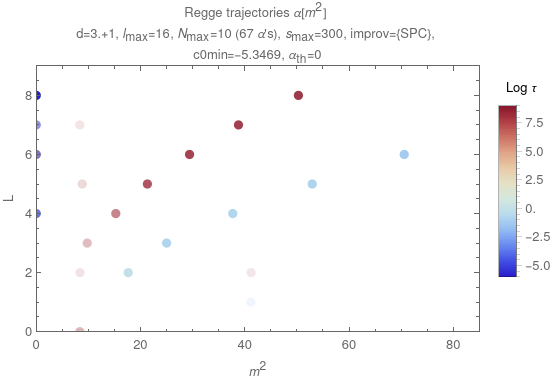 Regge trajectories α[m²]
d=3.+1, lmax=16, Nmax=10 (67 α's), smax=300, improv={SPC},
c0min=−5.3469, αth=0
Log τ
8
6
4
2
0
L
0 20 40 60 80
m²
7.5
5.0
2.5
0.
−2.5
−5.0